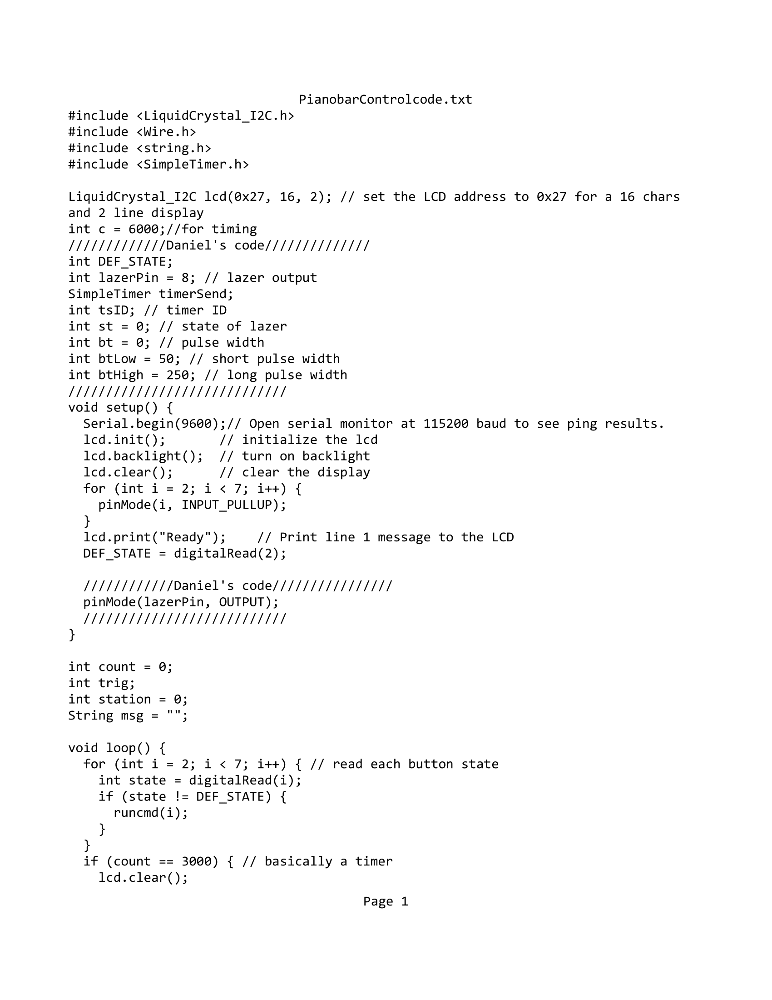 PianobarControlcode.txt
#include <LiquidCrystal_I2C.h>
#include <Wire.h>
#include <string.h>
#include <SimpleTimer.h>

LiquidCrystal_I2C lcd(0x27, 16, 2); // set the LCD address to 0x27 for a 16 chars
and 2 line display
int c = 6000;//for timing
/////////////Daniel's code//////////////
int DEF_STATE;
int lazerPin = 8; // lazer output
SimpleTimer timerSend;
int tsID; // timer ID
int st = 0; // state of lazer
int bt = 0; // pulse width
int btLow = 50; // short pulse width
int btHigh = 250; // long pulse width
/////////////////////////////
void setup() {
  Serial.begin(9600);// Open serial monitor at 115200 baud to see ping results.
  lcd.init();       // initialize the lcd
  lcd.backlight();  // turn on backlight
  lcd.clear();      // clear the display
  for (int i = 2; i < 7; i++) {
    pinMode(i, INPUT_PULLUP);
  }
  lcd.print("Ready");    // Print line 1 message to the LCD
  DEF_STATE = digitalRead(2);

  ////////////Daniel's code////////////////
  pinMode(lazerPin, OUTPUT);
  ///////////////////////////
}

int count = 0;
int trig;
int station = 0;
String msg = "";

void loop() {
  for (int i = 2; i < 7; i++) { // read each button state
    int state = digitalRead(i);
    if (state != DEF_STATE) {
      runcmd(i);
    }
  }
  if (count == 3000) { // basically a timer
    lcd.clear();
Page 1